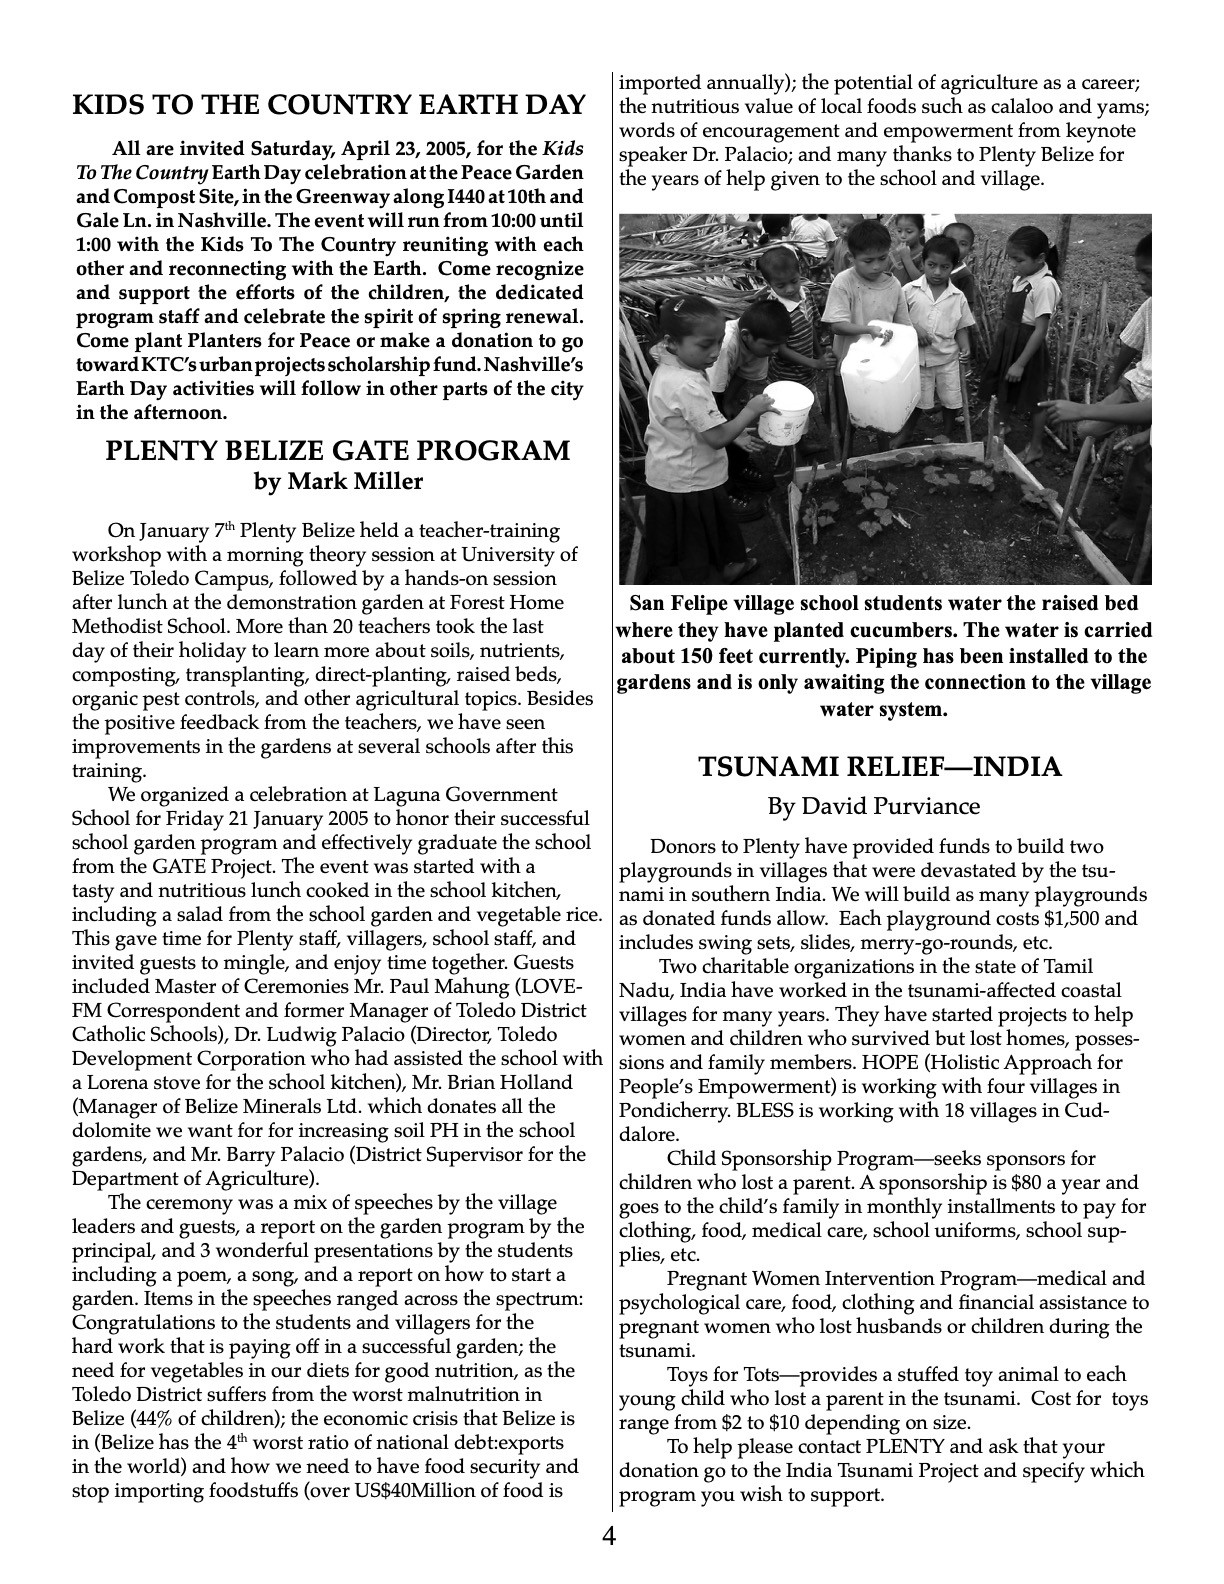 KIDS TO THE COUNTRY EARTH DAY
All are invited Saturday, April 23, 2005, for the Kids
To The Country Earth Day celebration at the Peace Garden
and Compost Site, in the Greenway along I440 at 10th and
Gale Ln. in Nashville. The event will run from 10:00 until
1:00 with the Kids To The Country reuniting with each
other and reconnecting with the Earth.  Come recognize
and support the efforts of the children, the dedicated
program staff and celebrate the spirit of spring renewal.
Come plant Planters for Peace or make a donation to go
toward KTC's urban projects scholarship fund. Nashville's
Earth Day activities will follow in other parts of the city
in the afternoon.
PLENTY BELIZE GATE PROGRAM
by Mark Miller
On January 7th Plenty Belize held a teacher-training
workshop with a morning theory session at University of
Belize Toledo Campus, followed by a hands-on session
after lunch at the demonstration garden at Forest Home
Methodist School. More than 20 teachers took the last
day of their holiday to learn more about soils, nutrients,
composting, transplanting, direct-planting, raised beds,
organic pest controls, and other agricultural topics. Besides
the positive feedback from the teachers, we have seen
improvements in the gardens at several schools after this
training.
We organized a celebration at Laguna Government
School for Friday 21 January 2005 to honor their successful
school garden program and effectively graduate the school
from the GATE Project. The event was started with a
tasty and nutritious lunch cooked in the school kitchen,
including a salad from the school garden and vegetable rice.
This gave time for Plenty staff, villagers, school staff, and
invited guests to mingle, and enjoy time together. Guests
included Master of Ceremonies Mr. Paul Mahung (LOVE-
FM Correspondent and former Manager of Toledo District
Catholic Schools), Dr. Ludwig Palacio (Director, Toledo
Development Corporation who had assisted the school with
a Lorena stove for the school kitchen), Mr. Brian Holland
(Manager of Belize Minerals Ltd. which donates all the
dolomite we want for for increasing soil PH in the school
gardens, and Mr. Barry Palacio (District Supervisor for the
Department of Agriculture).
The ceremony was a mix of speeches by the village
leaders and guests, a report on the garden program by the
principal, and 3 wonderful presentations by the students
including a poem, a song, and a report on how to start a
garden. Items in the speeches ranged across the spectrum:
Congratulations to the students and villagers for the
hard work that is paying off in a successful garden; the
need for vegetables in our diets for good nutrition, as the
Toledo District suffers from the worst malnutrition in
Belize (44% of children); the economic crisis that Belize is
in (Belize has the 4th worst ratio of national debt:exports
in the world) and how we need to have food security and
stop importing foodstuffs (over US$40Million of food is
imported annually); the potential of agriculture as a career;
the nutritious value of local foods such as calaloo and yams;
words of encouragement and empowerment from keynote
speaker Dr. Palacio; and many thanks to Plenty Belize for
the years of help given to the school and village.
San Felipe village school students water the raised bed
where they have planted cucumbers. The water is carried
about 150 feet currently. Piping has been installed to the
gardens and is only awaiting the connection to the village
water system.
TSUNAMI RELIEF—INDIA
By David Purviance
Donors to Plenty have provided funds to build two
playgrounds in villages that were devastated by the tsu-
nami in southern India. We will build as many playgrounds
as donated funds allow.  Each playground costs $1,500 and
includes swing sets, slides, merry-go-rounds, etc.
Two charitable organizations in the state of Tamil
Nadu, India have worked in the tsunami-affected coastal
villages for many years. They have started projects to help
women and children who survived but lost homes, posses-
sions and family members. HOPE (Holistic Approach for
People's Empowerment) is working with four villages in
Pondicherry. BLESS is working with 18 villages in Cud-
dalore.
Child Sponsorship Program—seeks sponsors for
children who lost a parent. A sponsorship is $80 a year and
goes to the child's family in monthly installments to pay for
clothing, food, medical care, school uniforms, school sup-
plies, etc.
Pregnant Women Intervention Program—medical and
psychological care, food, clothing and financial assistance to
pregnant women who lost husbands or children during the
tsunami.
Toys for Tots—provides a stuffed toy animal to each
young child who lost a parent in the tsunami.  Cost for  toys
range from $2 to $10 depending on size.
To help please contact PLENTY and ask that your
donation go to the India Tsunami Project and specify which
program you wish to support.
4